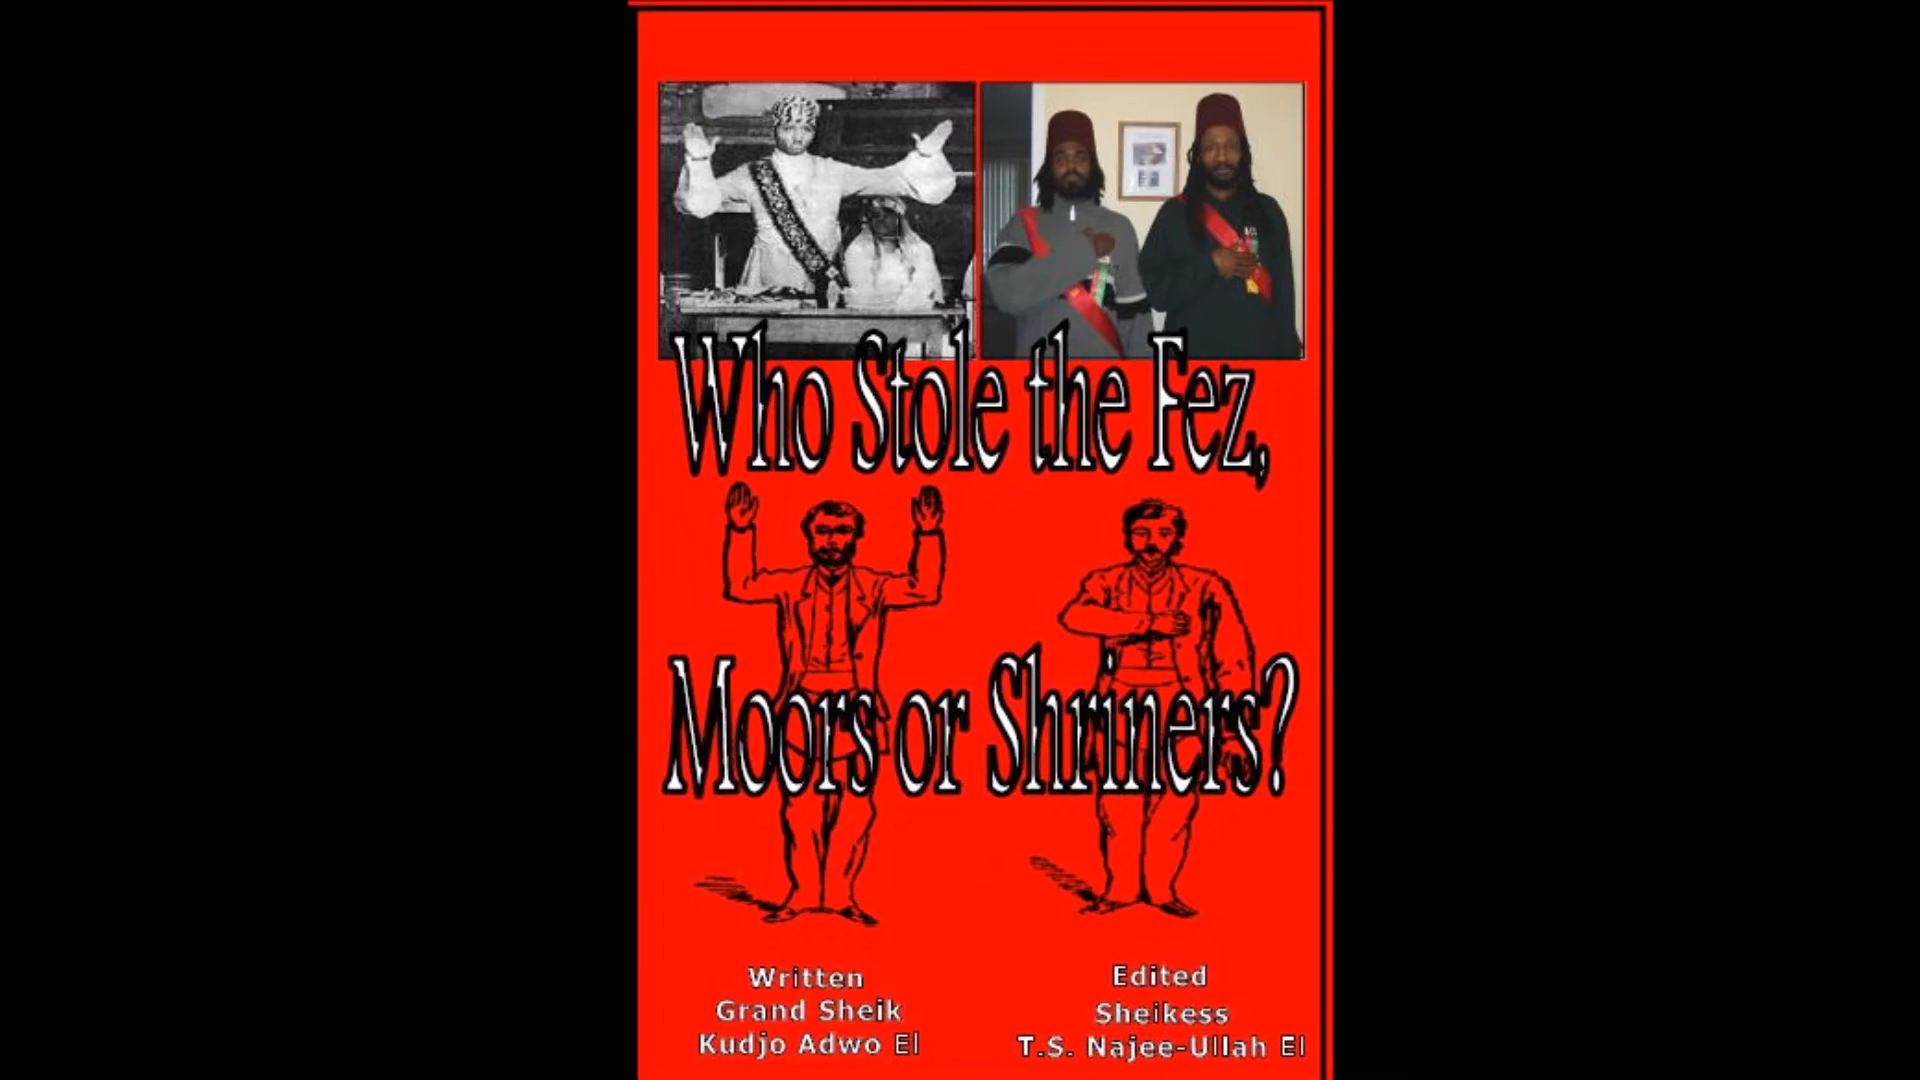 Who Stole the Fez,
Moors or Shriners?
Written
Grand Sheik
Kudjo Adwo El
Edited
Sheikess
T.S. Najee-Ullah El